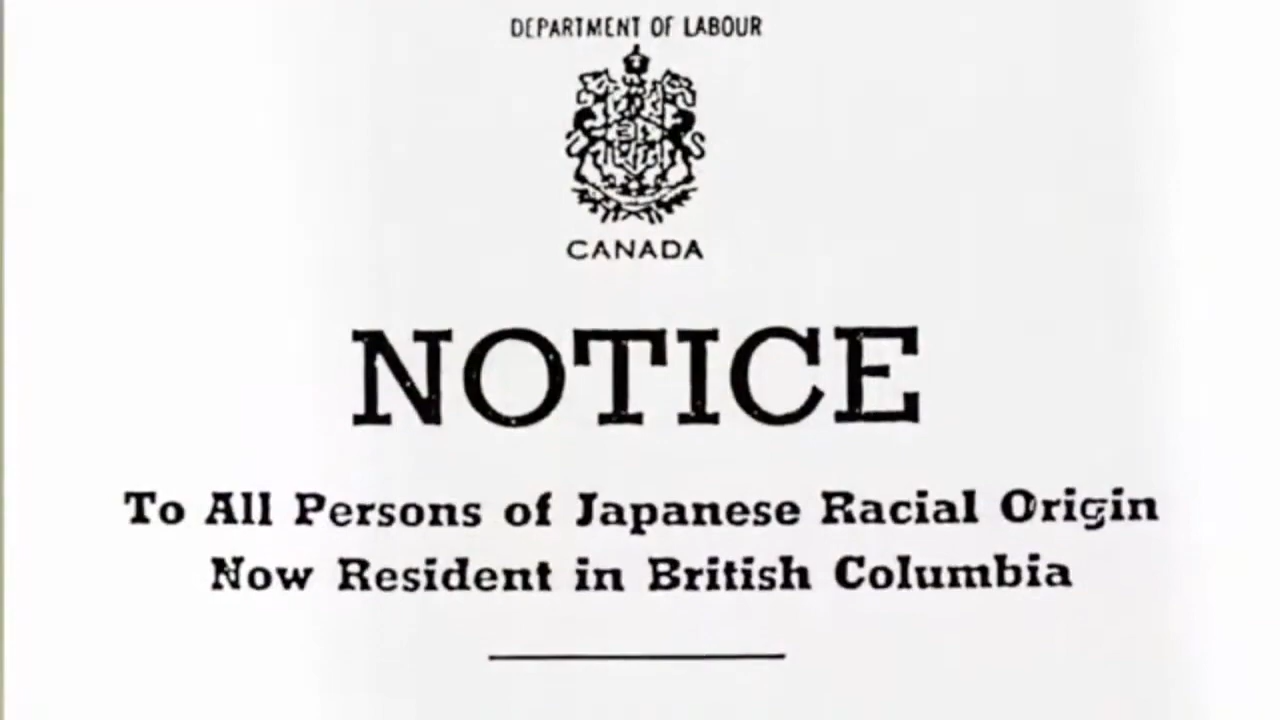 DEPARTMENT OF LABOUR
CANADA
NOTICE
To All Persons of Japanese Racial Origin
Now Resident in British Columbia